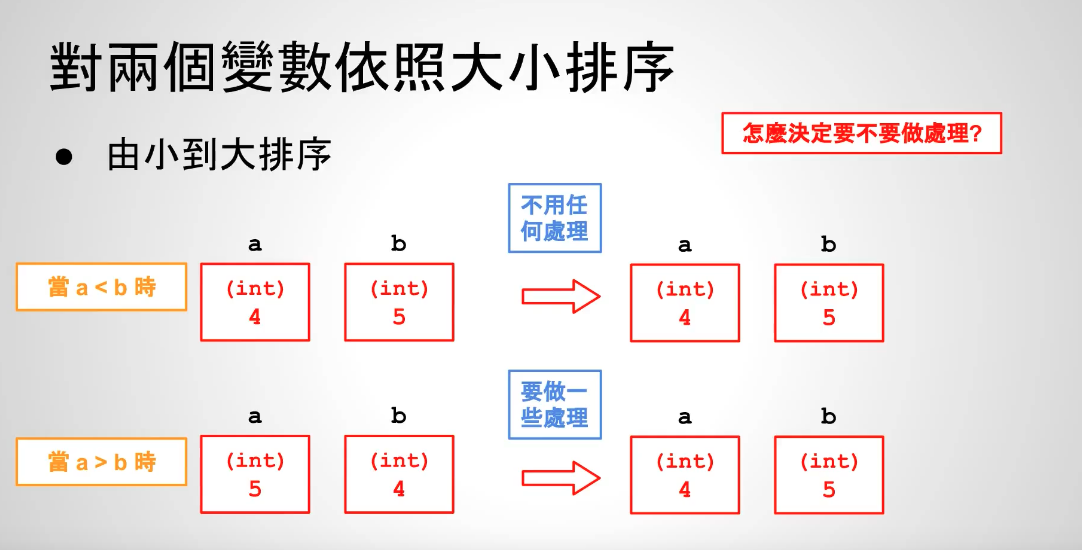 對兩個變數依照大小排序
怎麼決定要不要做處理?
● 由小到大排序
不用任
何處理
a b a b
當 a < b 時
(int) (int) (int) (int)
4 5 4 5
要做一
些處理
a b a b
當 a > b 時
(int) (int) (int) (int)
5 4 4 5